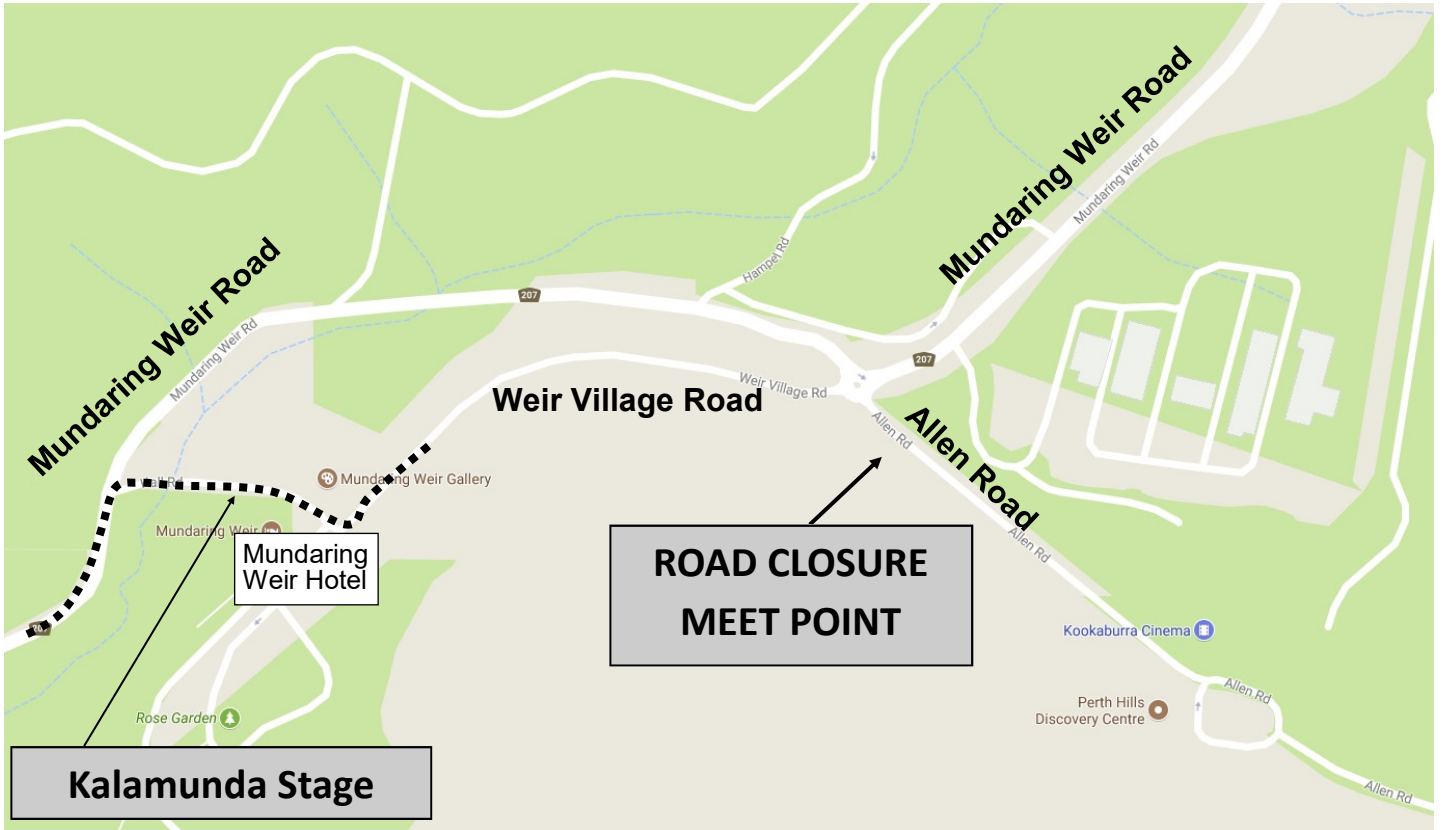 Mundaring Weir Road
Mundaring Weir Rd
Hampel Rd
207
Mundaring Weir Road
Mundaring Weir Rd
207
Weir Village Rd
Weir Village Road
Allen Rd
Allen Road
Allen Rd
Mundaring Weir Gallery
Mundaring Weir
Mundaring
Weir Hotel
207
ROAD CLOSURE
MEET POINT
Kookaburra Cinema
Allen Rd
Perth Hills
Discovery Centre
Rose Garden
Kalamunda Stage
Allen Rd